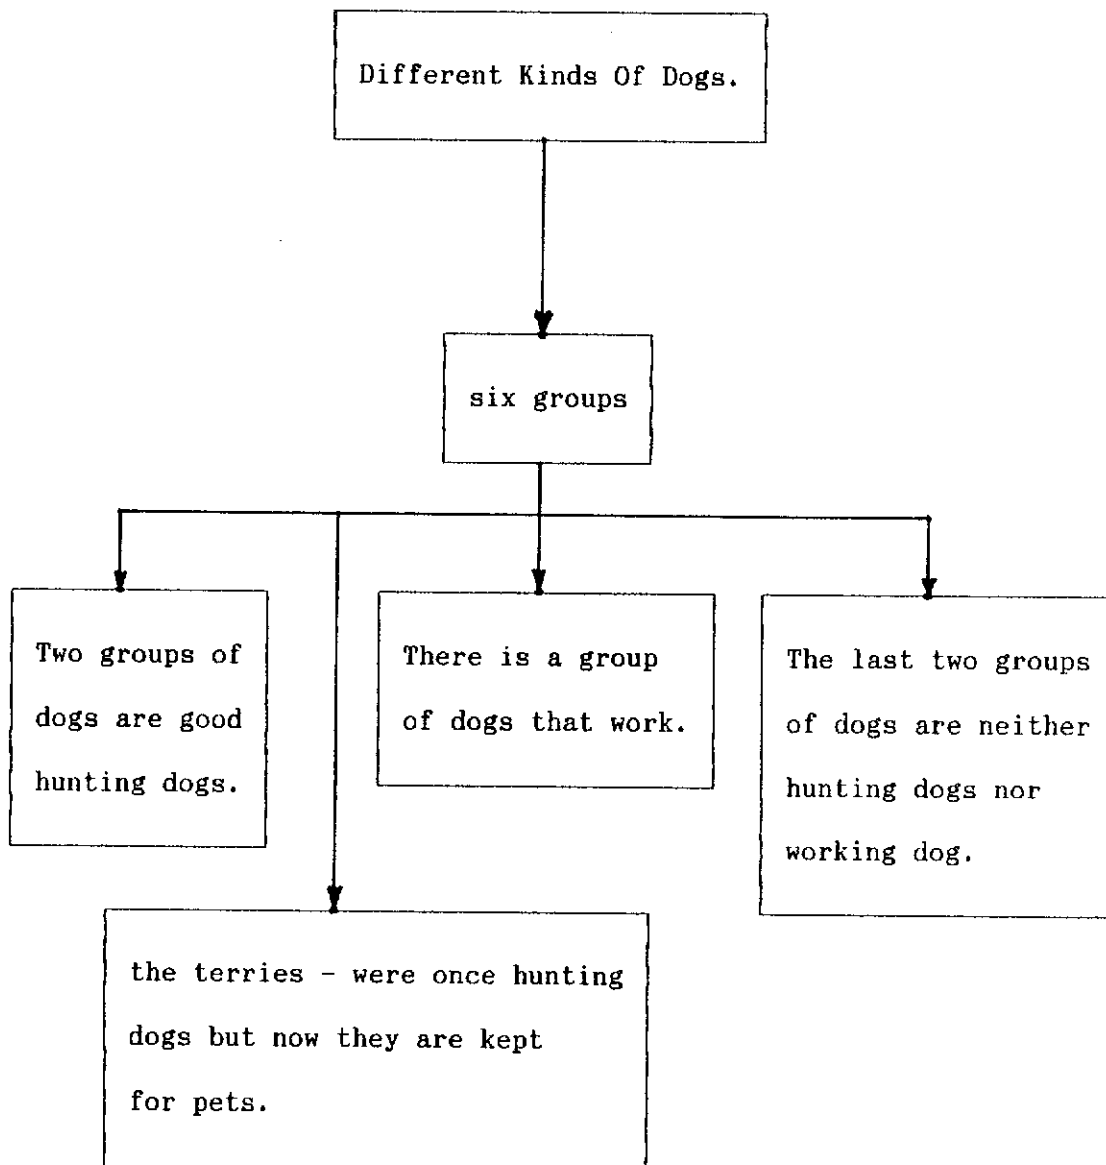 Different Kinds Of Dogs.
six groups
Two groups of
dogs are good
hunting dogs.
the terries - were once hunting
dogs but now they are kept
for pets.
There is a group
of dogs that work.
The last two groups
of dogs are neither
hunting dogs nor
working dog.